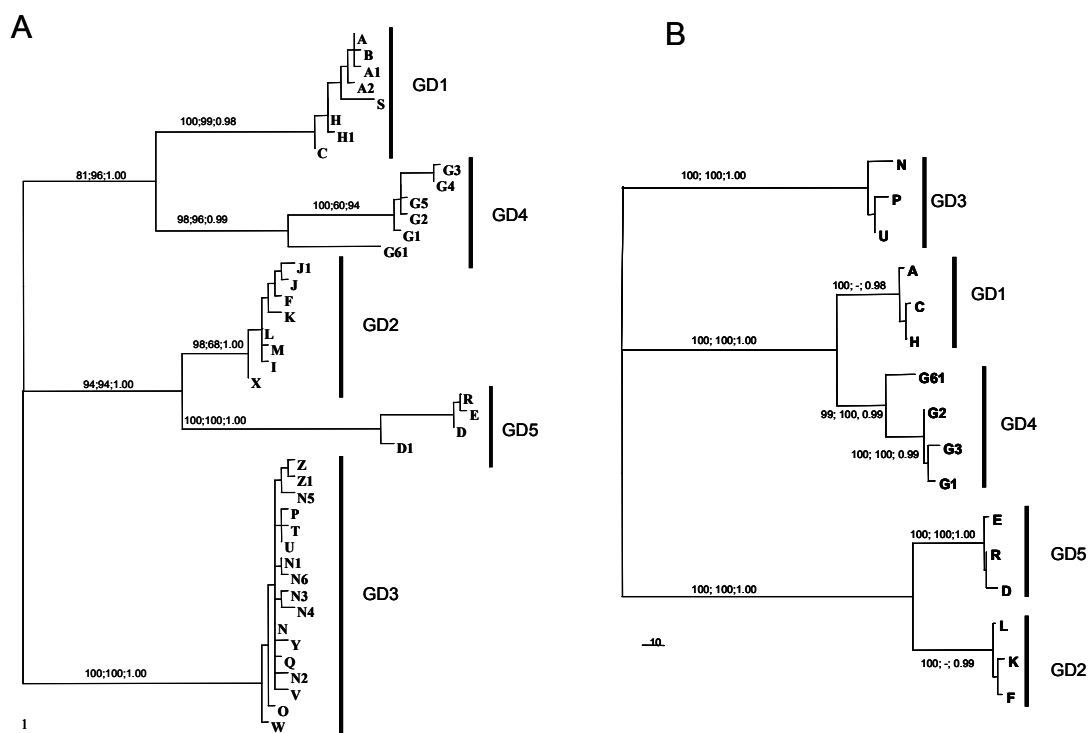 A
A
B
A1
A2
S
H
H1
C
GD1
100;99;0.98
81;96;1.00
G3
G4
G5
G2
G1
G61
GD4
100;60;94
98;96;0.99
J1
J
F
K
L
M
I
X
GD2
98;68;1.00
94;94;1.00
R
E
D
D1
GD5
100;100;1.00
Z
Z1
N5
P
T
U
N1
N6
N3
N4
N
Y
Q
N2
V
O
W
GD3
100;100;1.00
1
B
N
P
U
GD3
100; 100;1.00
A
C
H
GD1
100; -; 0.98
100; 100;1.00
G61
G2
G3
G1
GD4
99; 100, 0.99
100; 100; 0.99
E
R
D
GD5
100; 100;1.00
100; 100;1.00
10
L
K
F
GD2
100; -; 0.99